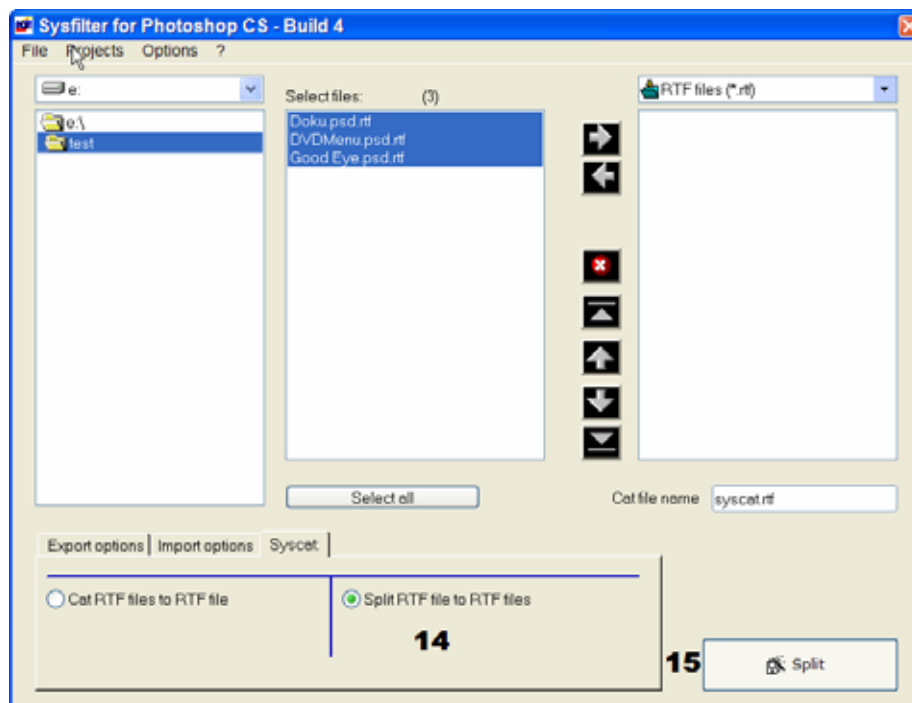 Sysfilter for Photoshop CS - Build 4
File Projects Options ?
e:
Select files: (3)
RTF files (*.rtf)
e:\
test
Doku.psd.rtf
DVDMenu.psd.rtf
Good Eye.psd.rtf
Select all
Cat file name syscat.rtf
Export options Import options Syscat
Cat RTF files to RTF file
Split RTF file to RTF files
14
15
Split